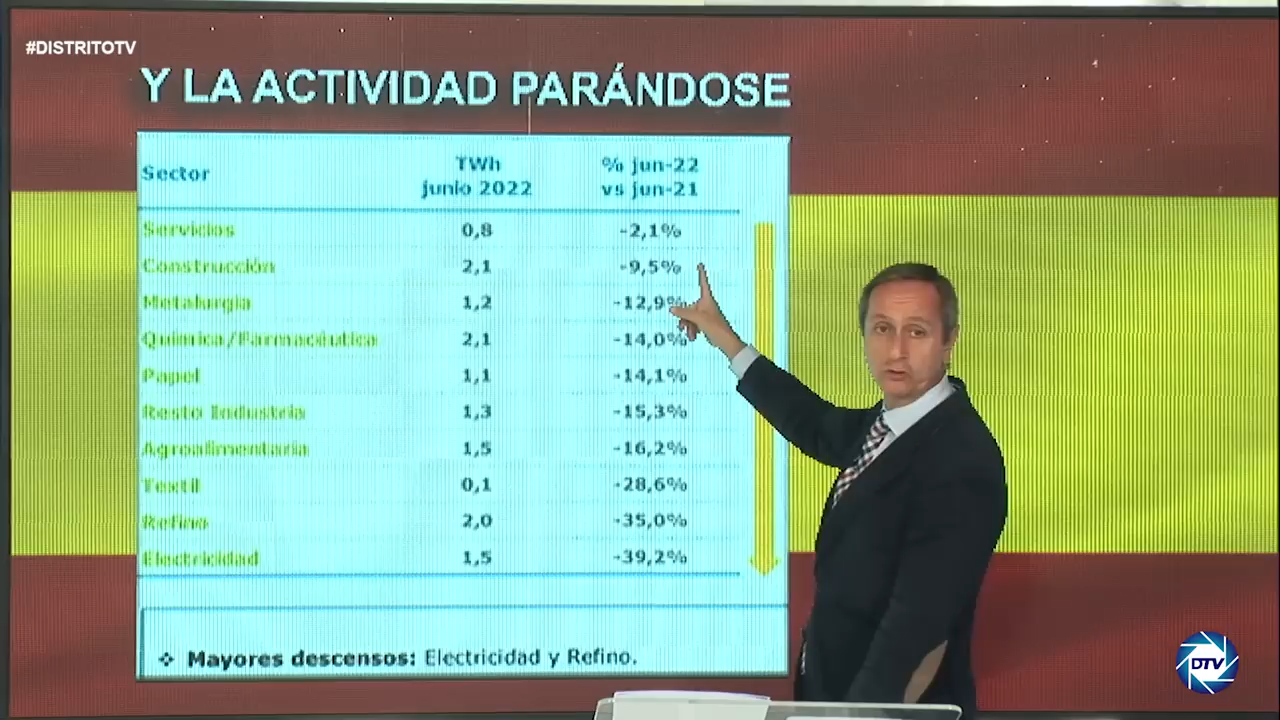 #DISTRITOTV
Y LA ACTIVIDAD PARÁNDOSE
Sector TWh junio 2022 % jun-22 vs jun-21
Servicios 0,8 -2,1%
Construcción 2,1 -9,5%
Metalurgia 1,2 -12,9%
Química/Farmacéutica 2,1 -14,0%
Papel 1,1 -14,1%
Resto Industria 1,3 -15,3%
Agroalimentaria 1,5 -16,2%
Textil 0,1 -28,6%
Refino 2,0 -35,0%
Electricidad 1,5 -39,2%
❖ Mayores descensos: Electricidad y Refino.
DTV